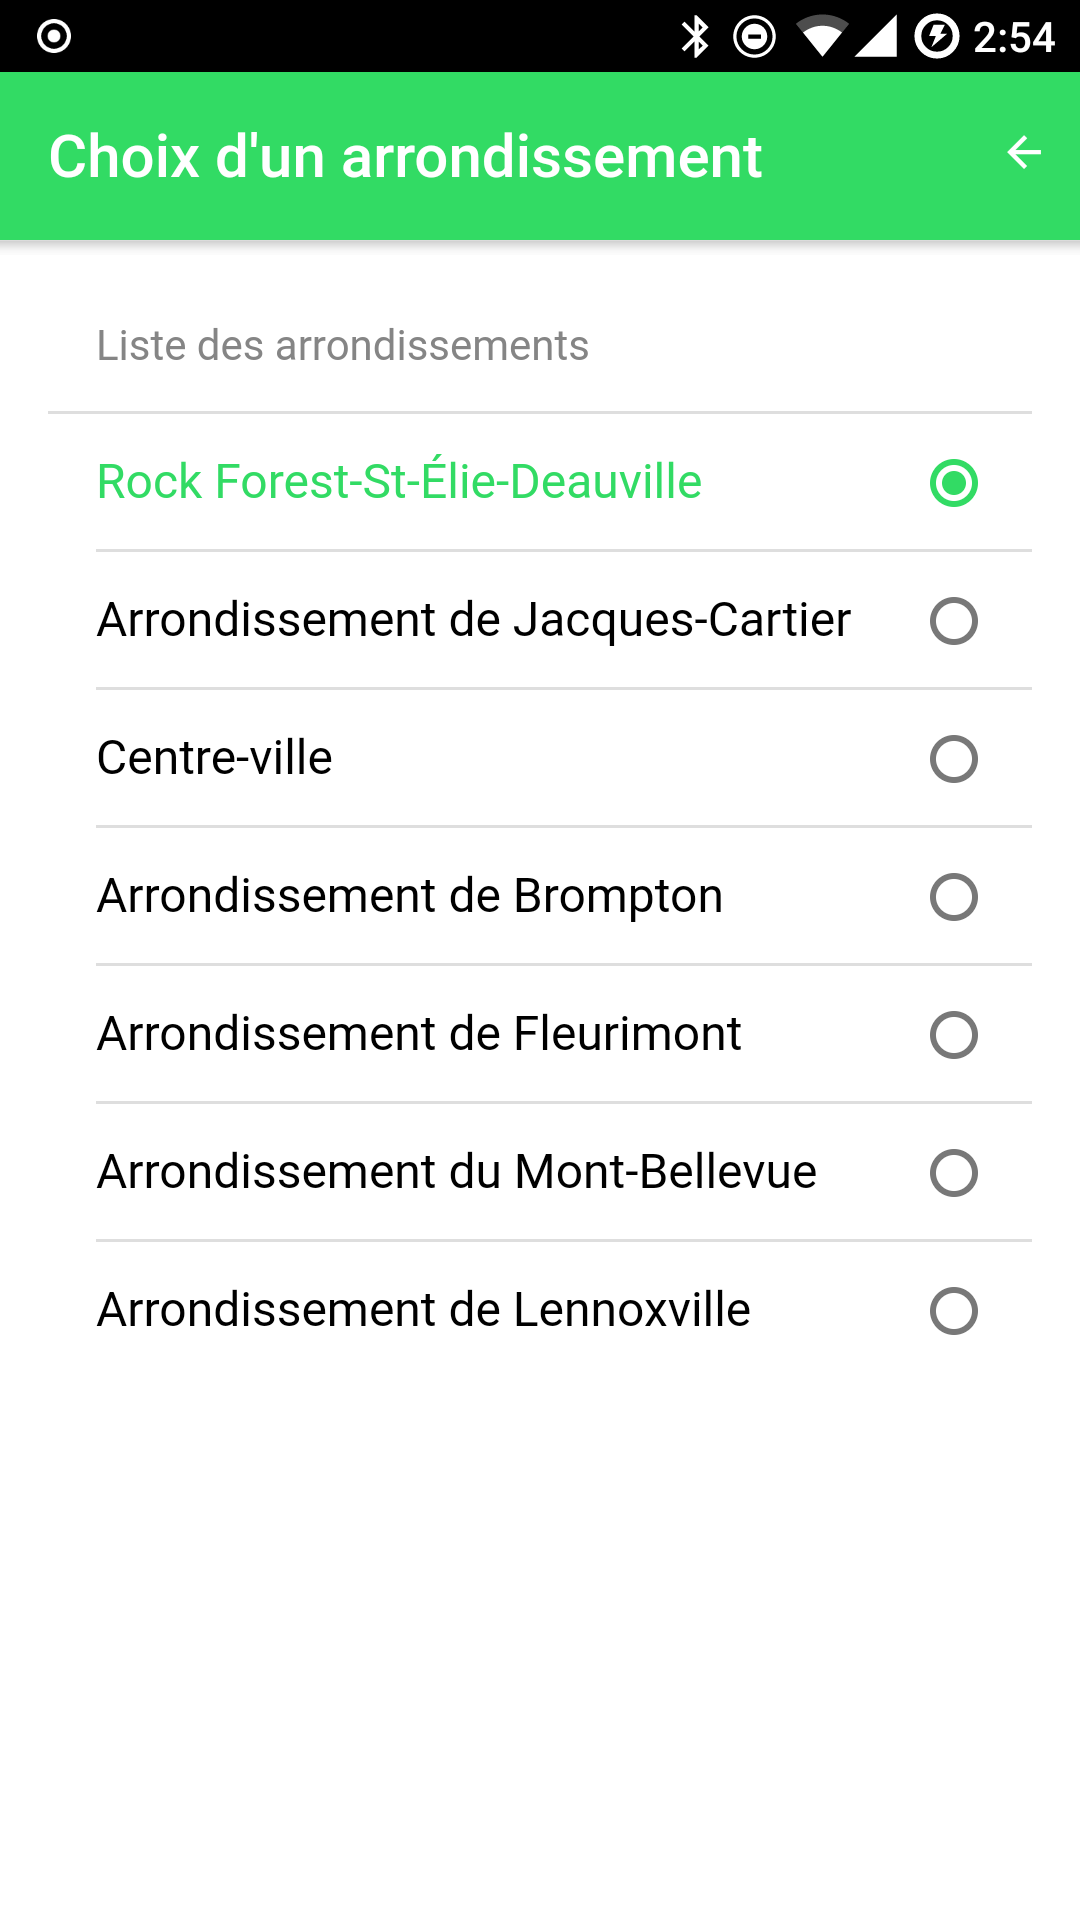 2:54
Choix d'un arrondissement
Liste des arrondissements
Rock Forest-St-Élie-Deauville
Arrondissement de Jacques-Cartier
Centre-ville
Arrondissement de Brompton
Arrondissement de Fleurimont
Arrondissement du Mont-Bellevue
Arrondissement de Lennoxville